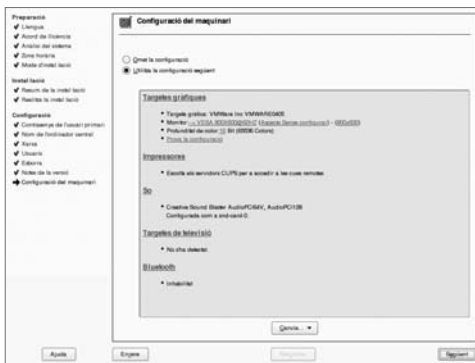 Preparació
Llengua
Acord de llicència
Anàlisi del sistema
Zona horària
Mode d'instal·lació
Instal·lació
Resum de la instal·lació
Realitza la instal·lació
Configuració
Contrasenya de l'usuari primari
Nom de l'ordinador central
Xarxa
Usuaris
Esborra
Notes de la versió
Configuració del maquinari
Configuració del maquinari
Omet la configuració
Utilitza la configuració següent
Targetes gràfiques
Targeta gràfica: VMWare Inc VMWARE0405
Monitor
Profunditat de color: 16 Bit (65536 Colors)
Prova la configuració
Impressores
Escolta els servidors CUPS per a accedir a les cues remotes
So
Creative Sound Blaster AudioPCI64V, AudioPCI128
Configurada com a snd-card-0.
Targetes de televisió
No s'ha detectat
Bluetooth
Inhabilitat
Canvia...
Ajuda
Enrere
Següent